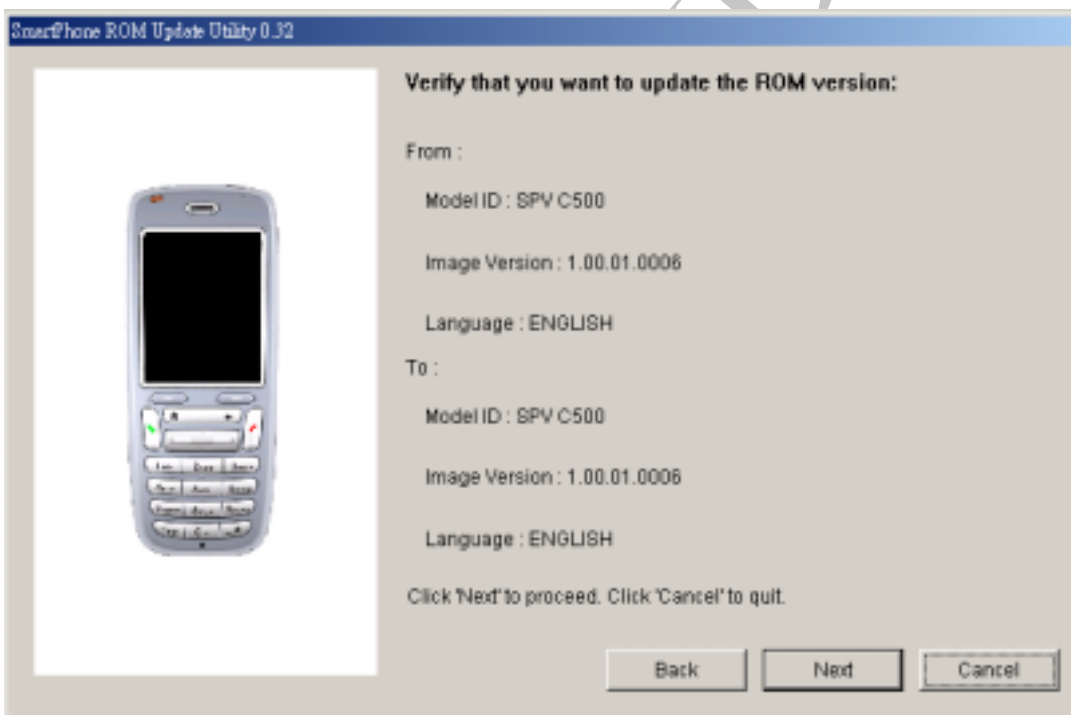 SmartPhone ROM Update Utility 0.32
Verify that you want to update the ROM version:
From :
Model ID : SPV C500
Image Version : 1.00.01.0006
Language : ENGLISH
To :
Model ID : SPV C500
Image Version : 1.00.01.0006
Language : ENGLISH
Click 'Next' to proceed. Click 'Cancel' to quit.
Back Next Cancel